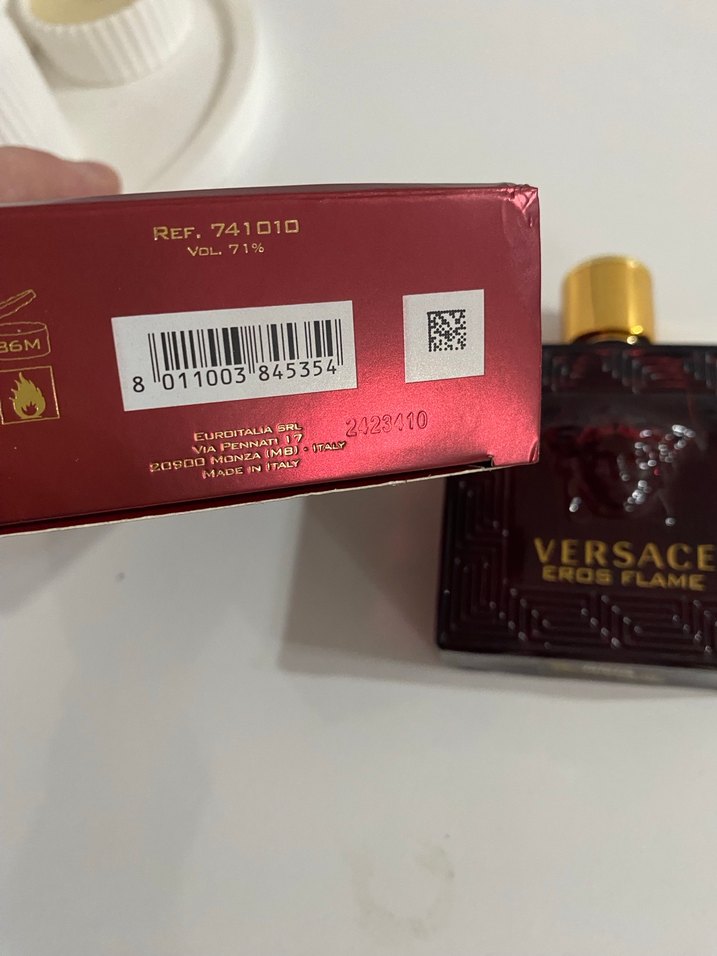 Ref. 741010
Vol. 71%
36M
8 011003 845354
Euroitalia srl
Via Pennati 17
20900 Monza (MB) - Italy
Made in Italy
2423410
VERSACE
EROS FLAME